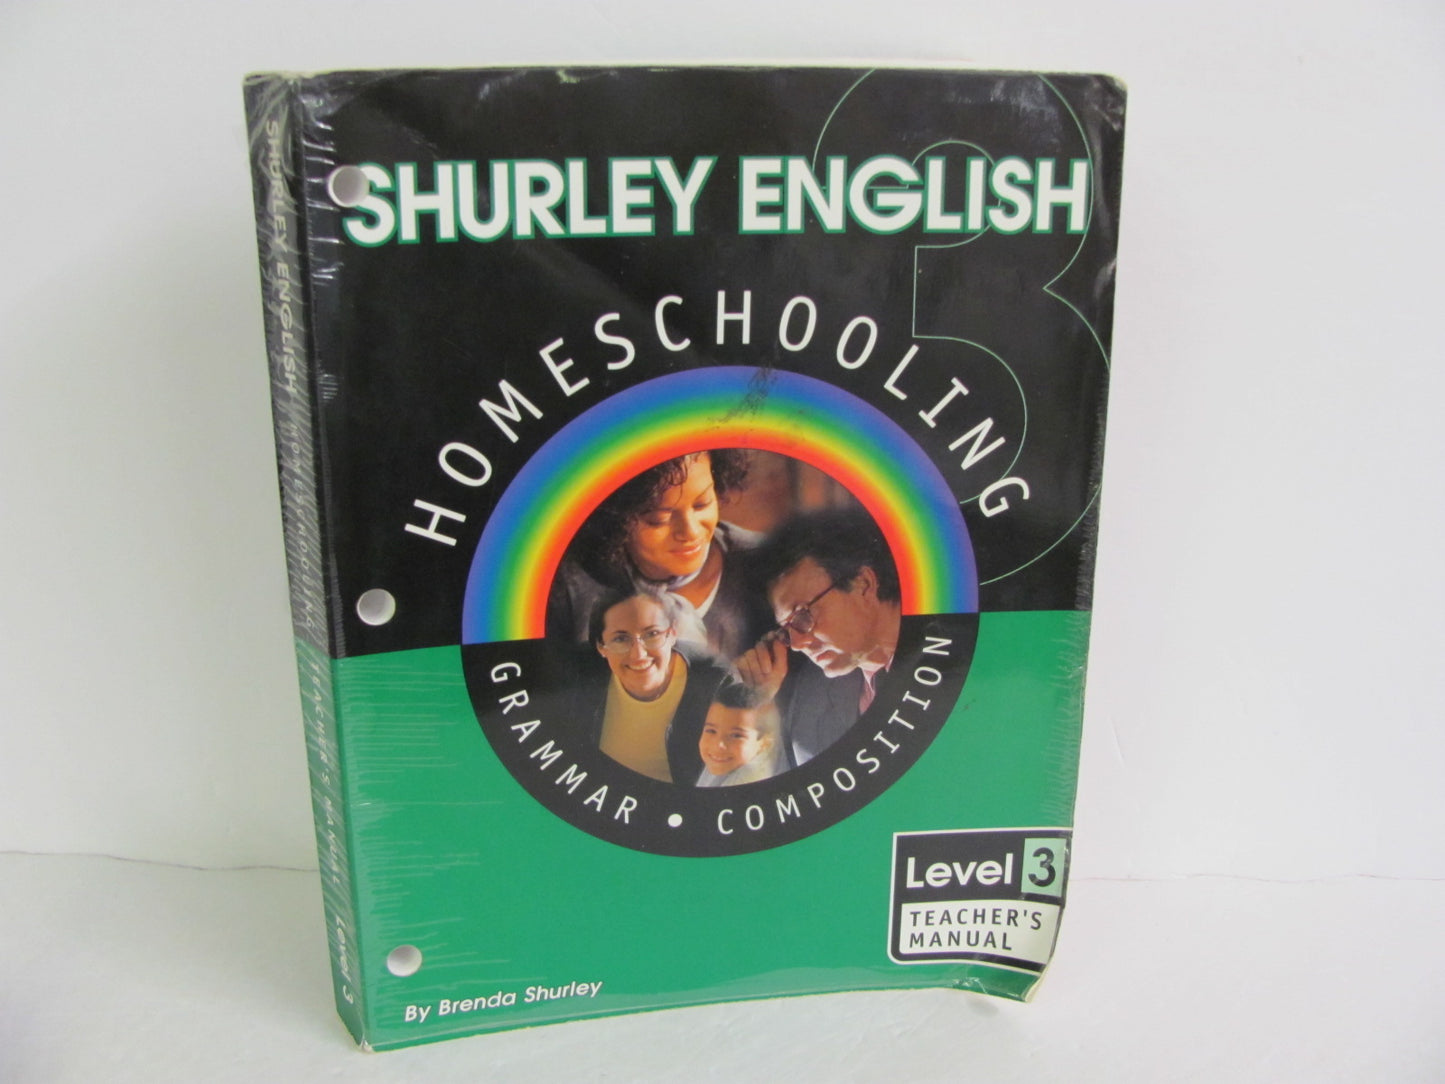 SHURLEY ENGLISH
3
HOMESCHOOLING
GRAMMAR • COMPOSITION
Level 3
TEACHER'S
MANUAL
By Brenda Shurley
SHURLEY ENGLISH HOMESCHOOLING TEACHER'S MANUAL Level 3